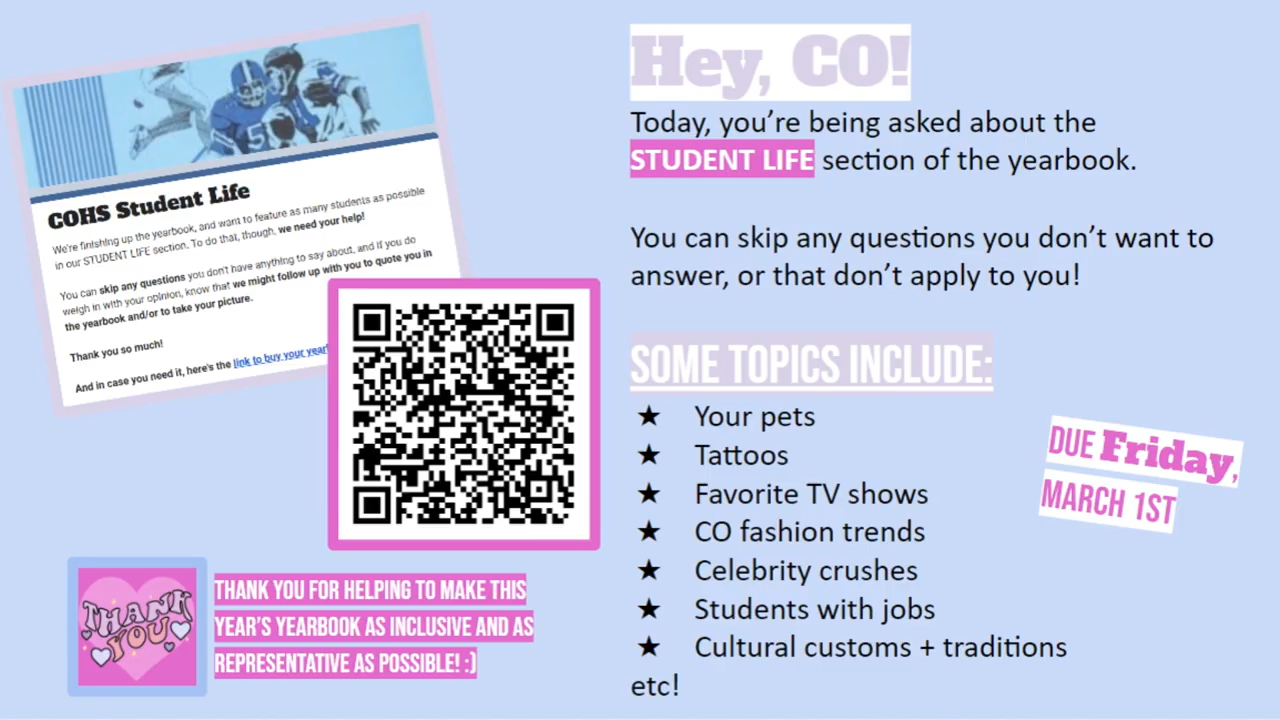 COHS Student Life
We're finishing up the yearbook, and want to feature as many students as possible
in our STUDENT LIFE section. To do that, though, we need your help!
You can skip any questions you don't have anything to say about, and if you do
weigh in with your opinion, know that we might follow up with you to quote you in
the yearbook and/or to take your picture.
Thank you so much!
And in case you need it, here's the link to buy your
THANK YOU
THANK YOU FOR HELPING TO MAKE THIS
YEAR'S YEARBOOK AS INCLUSIVE AND AS
REPRESENTATIVE AS POSSIBLE! :)
Hey, CO!
Today, you're being asked about the
STUDENT LIFE section of the yearbook.
You can skip any questions you don't want to
answer, or that don't apply to you!
SOME TOPICS INCLUDE:
★ Your pets
★ Tattoos
★ Favorite TV shows
★ CO fashion trends
★ Celebrity crushes
★ Students with jobs
★ Cultural customs + traditions
etc!
DUE Friday,
MARCH 1ST